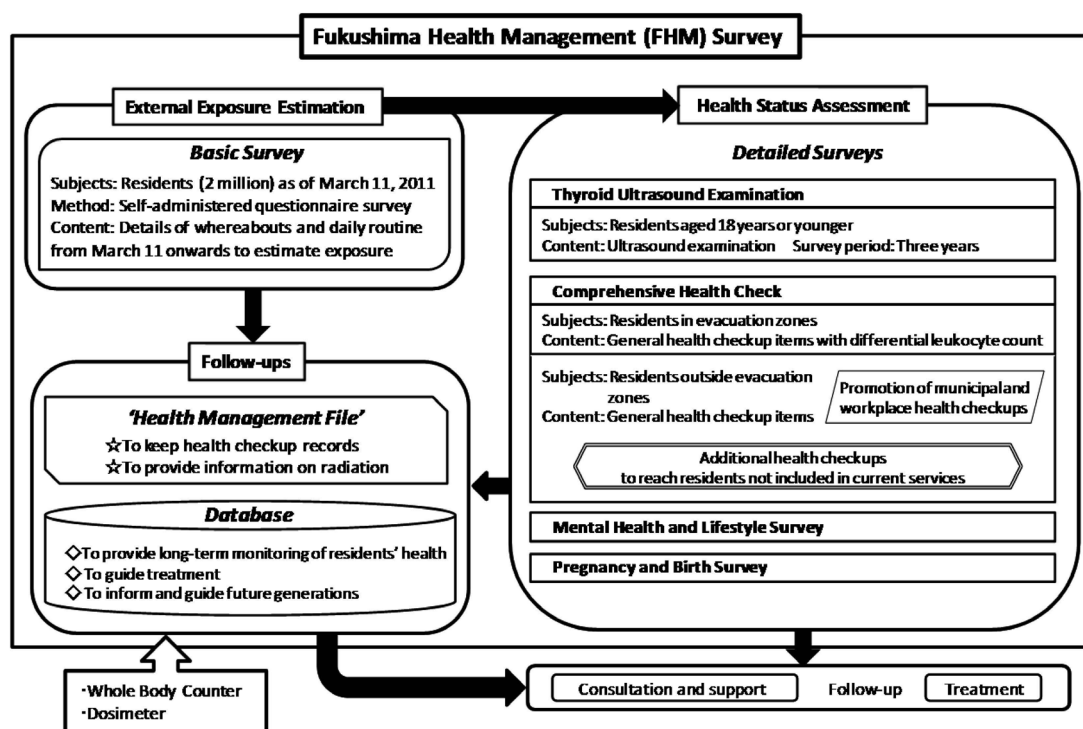 Fukushima Health Management (FHM) Survey
External Exposure Estimation
Basic Survey
Subjects: Residents (2 million) as of March 11, 2011
Method: Self-administered questionnaire survey
Content: Details of whereabouts and daily routine
from March 11 onwards to estimate exposure
Follow-ups
‘Health Management File’
☆To keep health checkup records
☆To provide information on radiation
Database
◇To provide long-term monitoring of residents’ health
◇To guide treatment
◇To inform and guide future generations
·Whole Body Counter
·Dosimeter
Health Status Assessment
Detailed Surveys
Thyroid Ultrasound Examination
Subjects: Residents aged 18 years or younger
Content: Ultrasound examination Survey period: Three years
Comprehensive Health Check
Subjects: Residents in evacuation zones
Content: General health checkup items with differential leukocyte count
Subjects: Residents outside evacuation
zones
Content: General health checkup items
Promotion of municipal and
workplace health checkups
Additional health checkups
to reach residents not included in current services
Mental Health and Lifestyle Survey
Pregnancy and Birth Survey
Consultation and support Follow-up Treatment